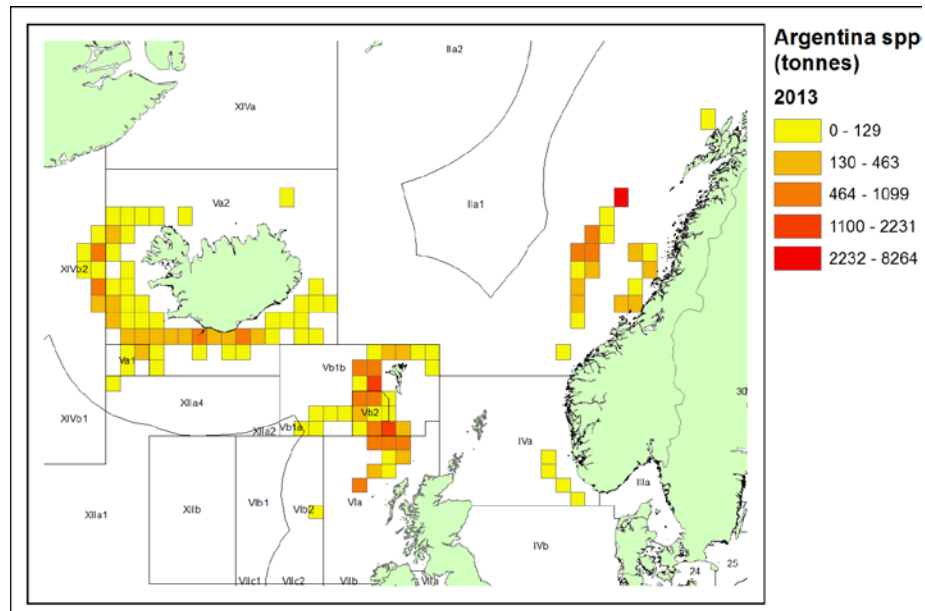 Argentina spp
(tonnes)
2013
0 - 129
130 - 463
464 - 1099
1100 - 2231
2232 - 8264
IIa2
XIVa
Va2
IIa1
XIVb2
Va1
Vb1b
XIIa4
XIVb1
Vb2
XIIa2
Vb1a
IVa
30
IIIa
XIIa1
XIIb
VIb1
VIb2
VIa
IVb
25
24
VIIc1
VIIc2
VIIb
VIIa